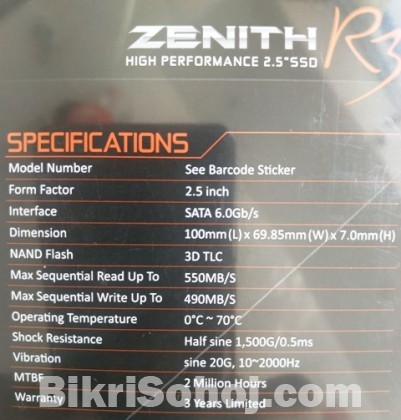 ZENITH R3
HIGH PERFORMANCE 2.5"SSD
SPECIFICATIONS
Model Number See Barcode Sticker
Form Factor 2.5 inch
Interface SATA 6.0Gb/s
Dimension 100mm(L) x 69.85mm(W) x 7.0mm(H)
NAND Flash 3D TLC
Max Sequential Read Up To 550MB/S
Max Sequential Write Up To 490MB/S
Operating Temperature 0°C ~ 70°C
Shock Resistance Half sine 1,500G/0.5ms
Vibration sine 20G, 10~2000Hz
MTBF 2 Million Hours
BikriSohoj.com
Warranty 3 Years Limited